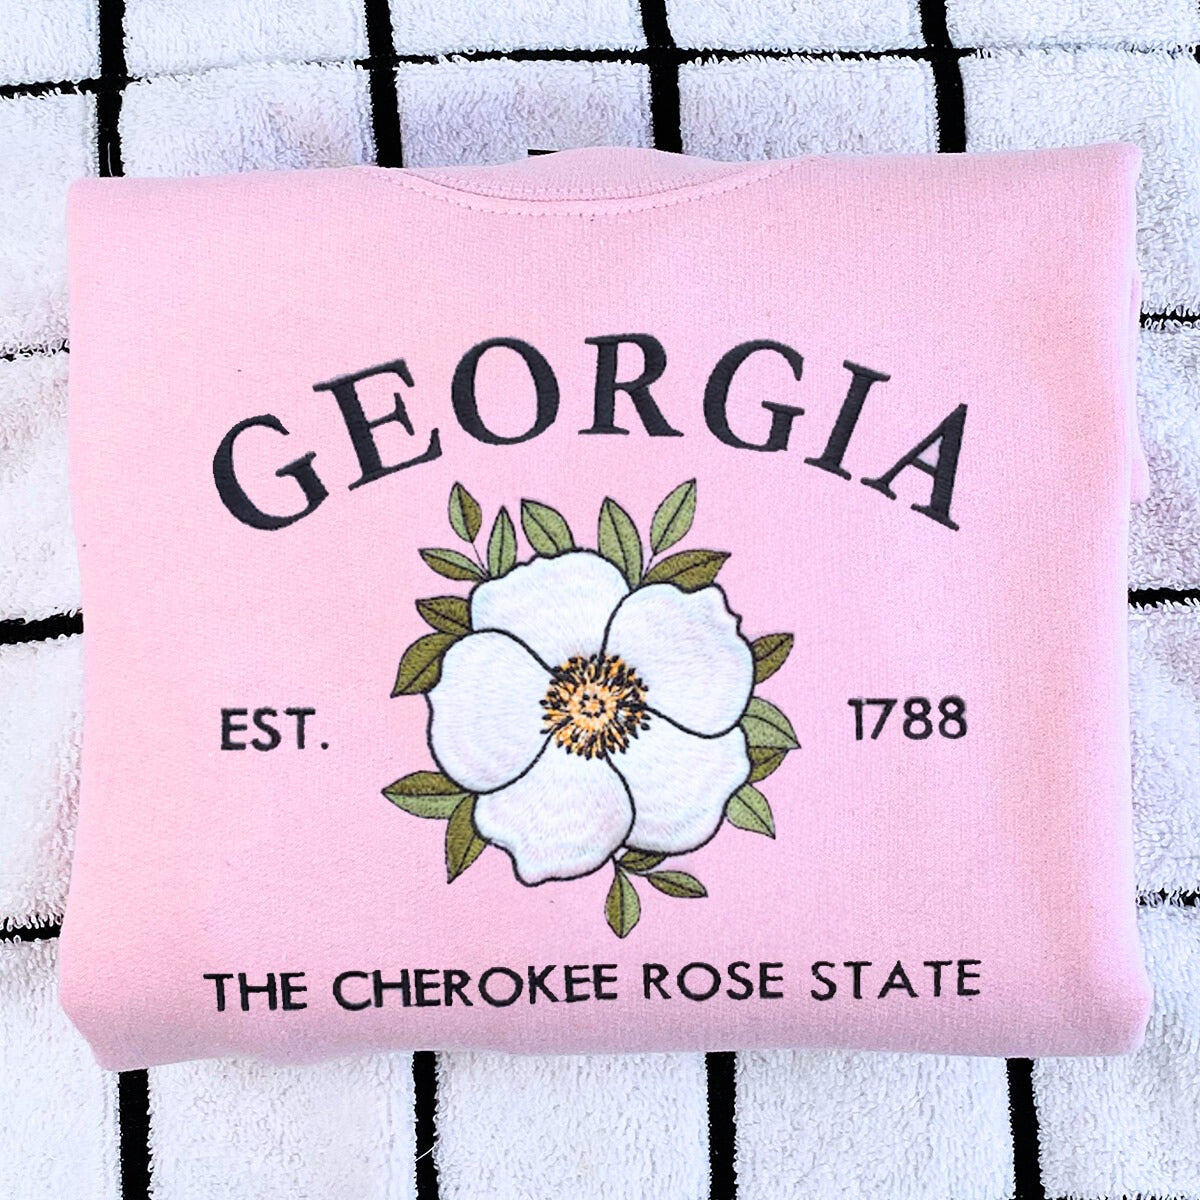 GEORGIA
EST. 1788
THE CHEROKEE ROSE STATE